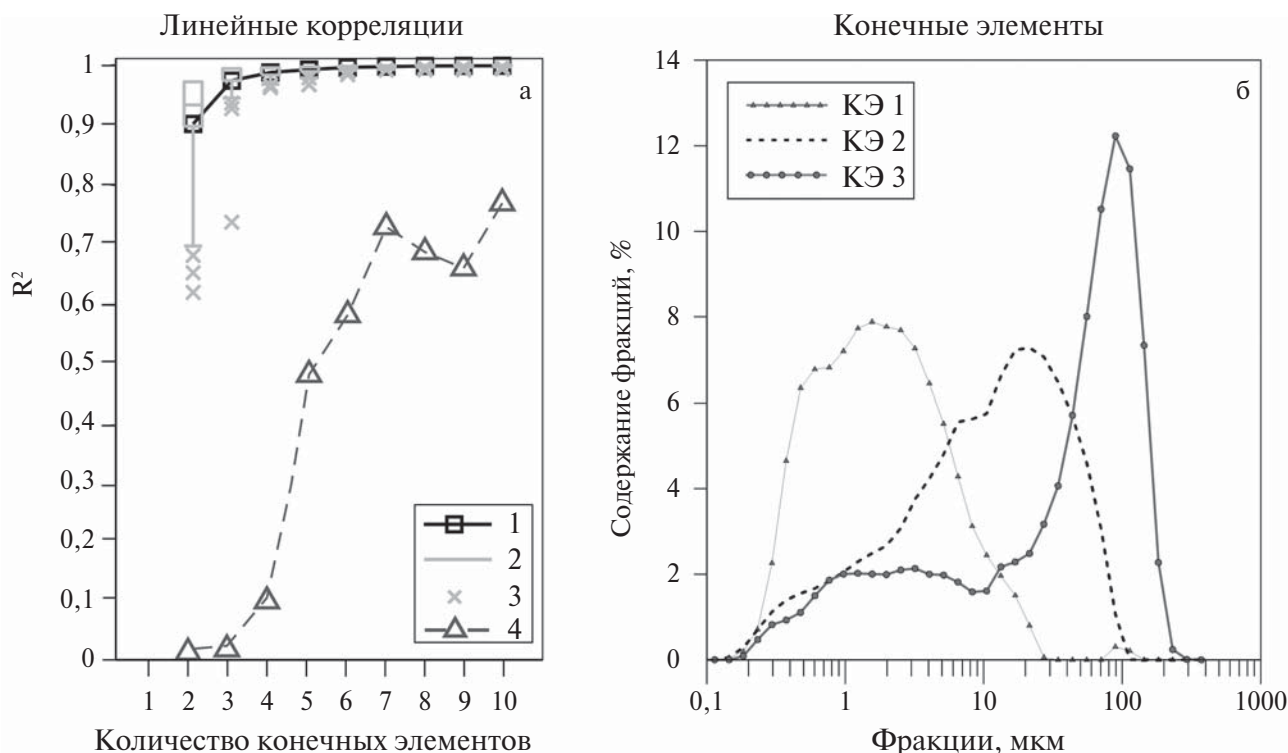 Линейные корреляции
1
0,9
0,8
0,7
0,6
0,5
0,4
0,3
0,2
0,1
0
R²
а
1
2
3
4
1 2 3 4 5 6 7 8 9 10
Количество конечных элементов
Конечные элементы
14
12
10
8
6
4
2
0
Содержание фракций, %
б
КЭ 1
КЭ 2
КЭ 3
0,1 1 10 100 1000
Фракции, мкм